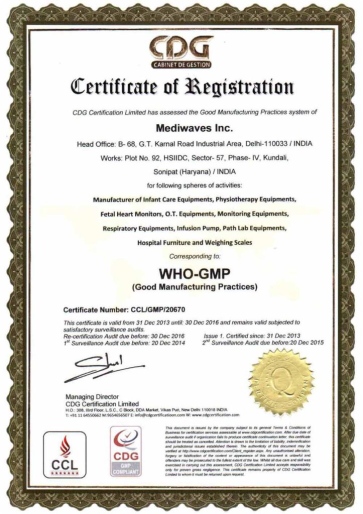 CDG
CABINET DE GESTION
Certificate of Registration
CDG Certification Limited has assessed the Good Manufacturing Practices system of
Mediwaves Inc.
Head Office: B- 68, G.T. Karnal Road Industrial Area, Delhi-110033 / INDIA
Works: Plot No. 92, HSIIDC, Sector- 57, Phase- IV, Kundali,
Sonipat (Haryana) / INDIA
for following spheres of activities:
Manufacturer of Infant Care Equipments, Physiotherapy Equipments,
Fetal Heart Monitors, O.T. Equipments, Monitoring Equipments,
Respiratory Equipments, Infusion Pump, Path Lab Equipments,
Hospital Furniture and Weighing Scales
Corresponding to:
WHO-GMP
(Good Manufacturing Practices)
Certificate Number: CCL/GMP/20670
This certificate is valid from 31 Dec 2013 until: 30 Dec 2016 and remains valid subjected to
satisfactory surveillance audits.
Re-certification Audit due before: 30 Dec 2016 Issue 1. Certified since: 31 Dec 2013
1st Surveillance Audit due before: 20 Dec 2014 2nd Surveillance Audit due before:20 Dec 2015
Managing Director
CDG Certification Limited
CCL
CDG
GMP
COMPLIANT